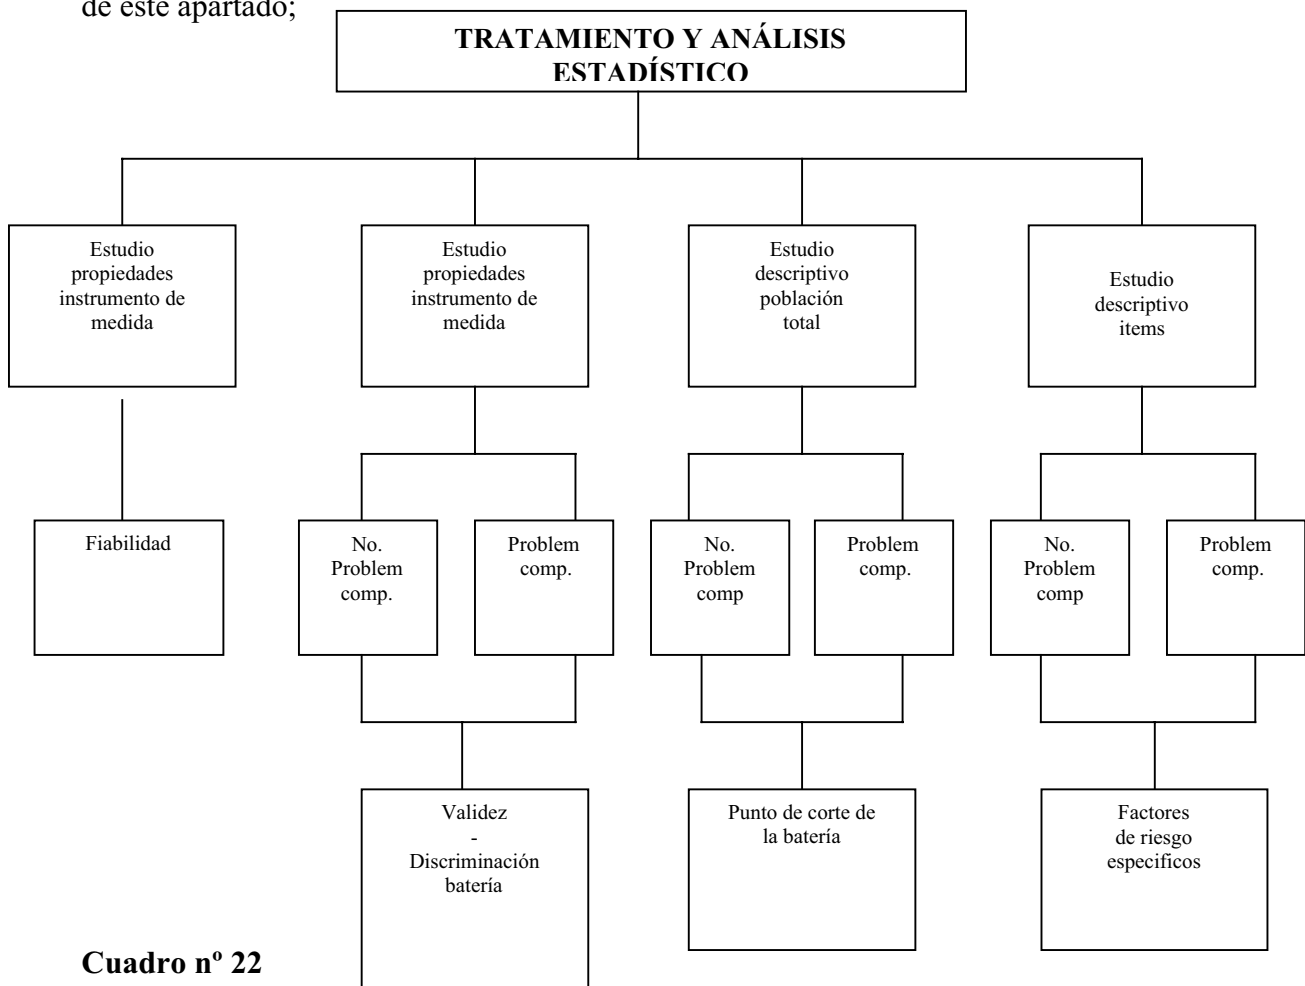 de este apartado;
TRATAMIENTO Y ANÁLISIS
ESTADÍSTICO
Estudio
propiedades
instrumento de
medida
Estudio
propiedades
instrumento de
medida
Estudio
descriptivo
población
total
Estudio
descriptivo
items
Fiabilidad
No.
Problem
comp.
Problem
comp.
No.
Problem
comp
Problem
comp.
No.
Problem
comp
Problem
comp.
Validez
-
Discriminación
batería
Punto de corte de
la batería
Factores
de riesgo
especificos
Cuadro nº 22